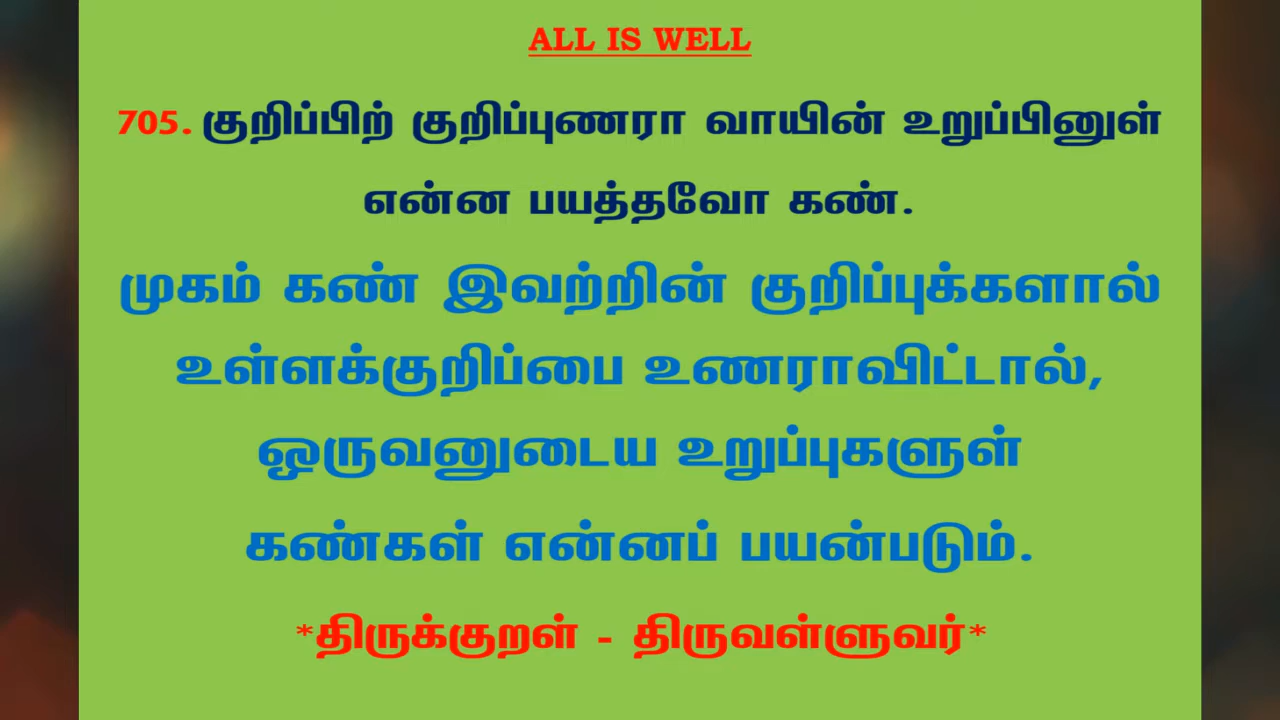 ALL IS WELL
705. குறிப்பிற் குறிப்புணரா வாயின் உறுப்பினுள்
என்ன பயத்தவோ கண்.
முகம் கண் இவற்றின் குறிப்புக்களால்
உள்ளக்குறிப்பை உணராவிட்டால்,
ஒருவனுடைய உறுப்புகளுள்
கண்கள் என்னப் பயன்படும்.
*திருக்குறள் - திருவள்ளுவர்*